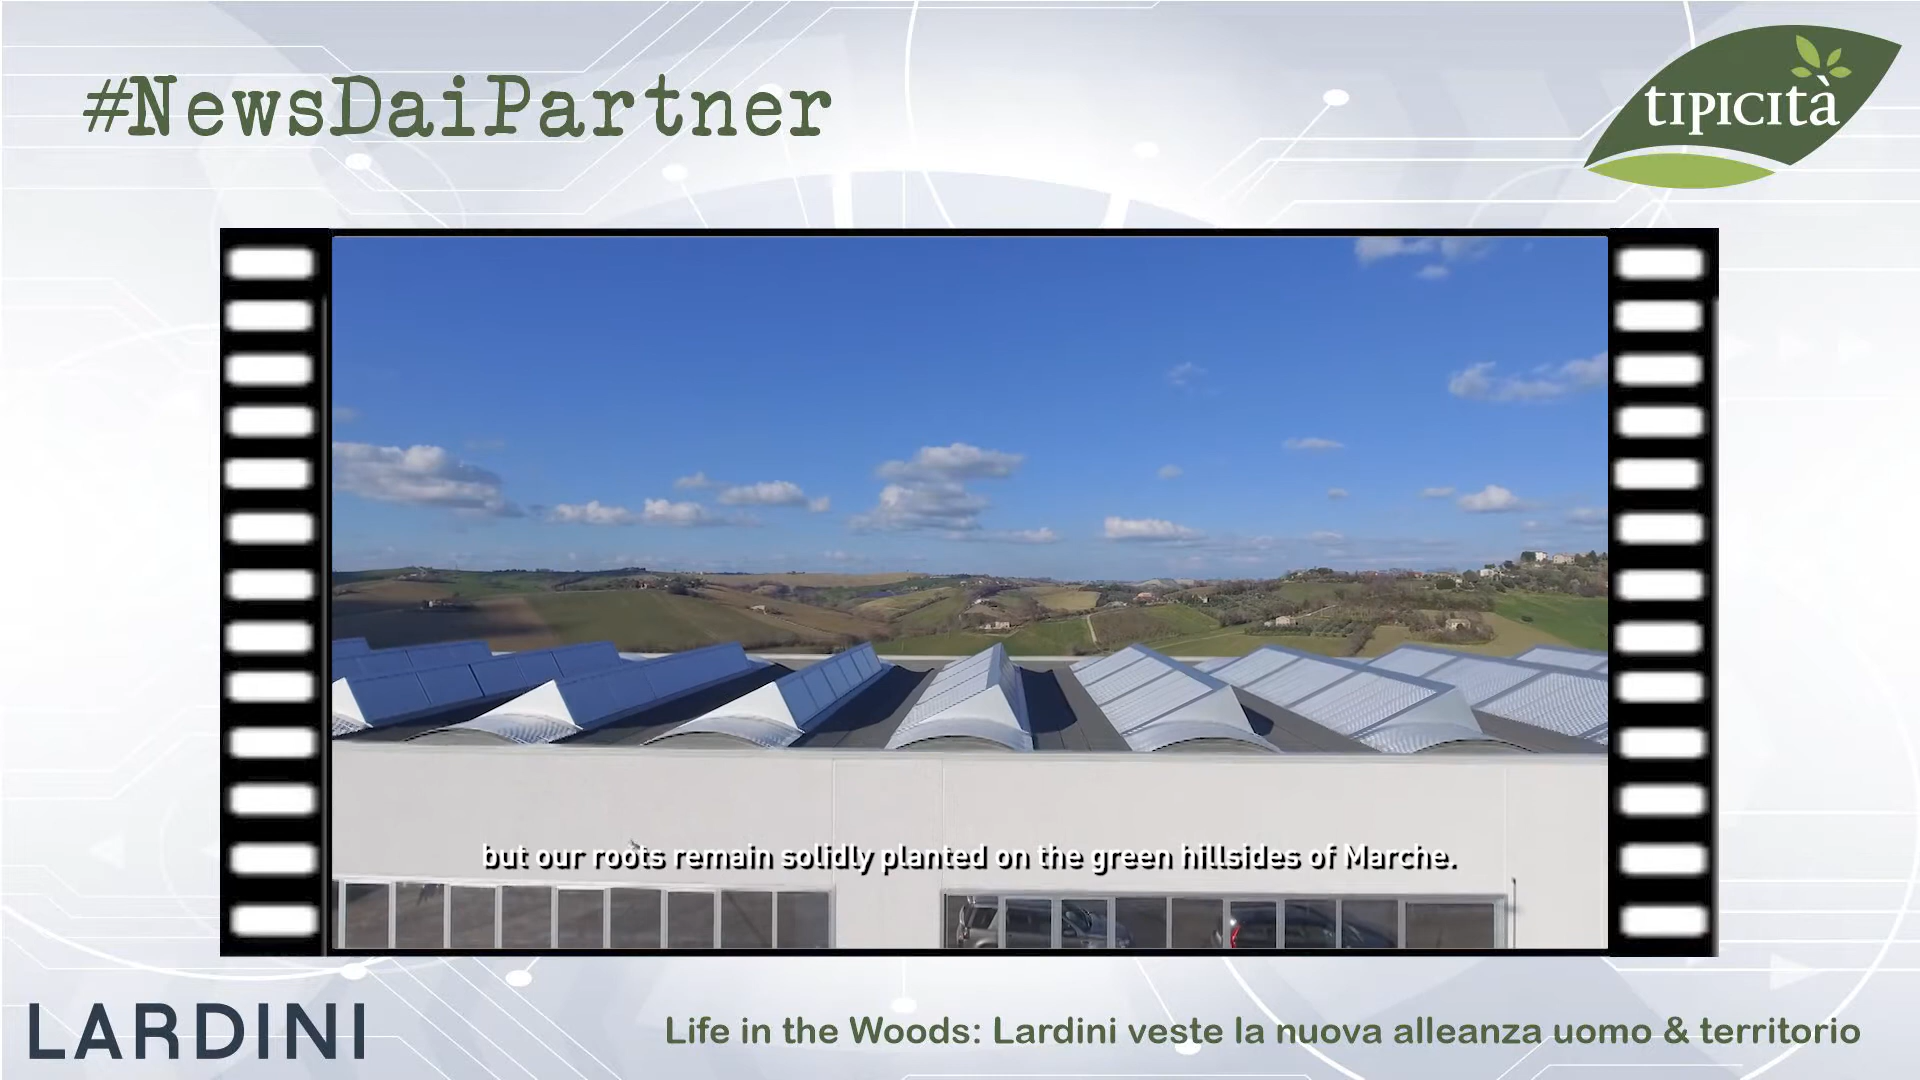 #NewsDaiPartner
tipicità
but our roots remain solidly planted on the green hillsides of Marche.
LARDINI
Life in the Woods: Lardini veste la nuova alleanza uomo & territorio